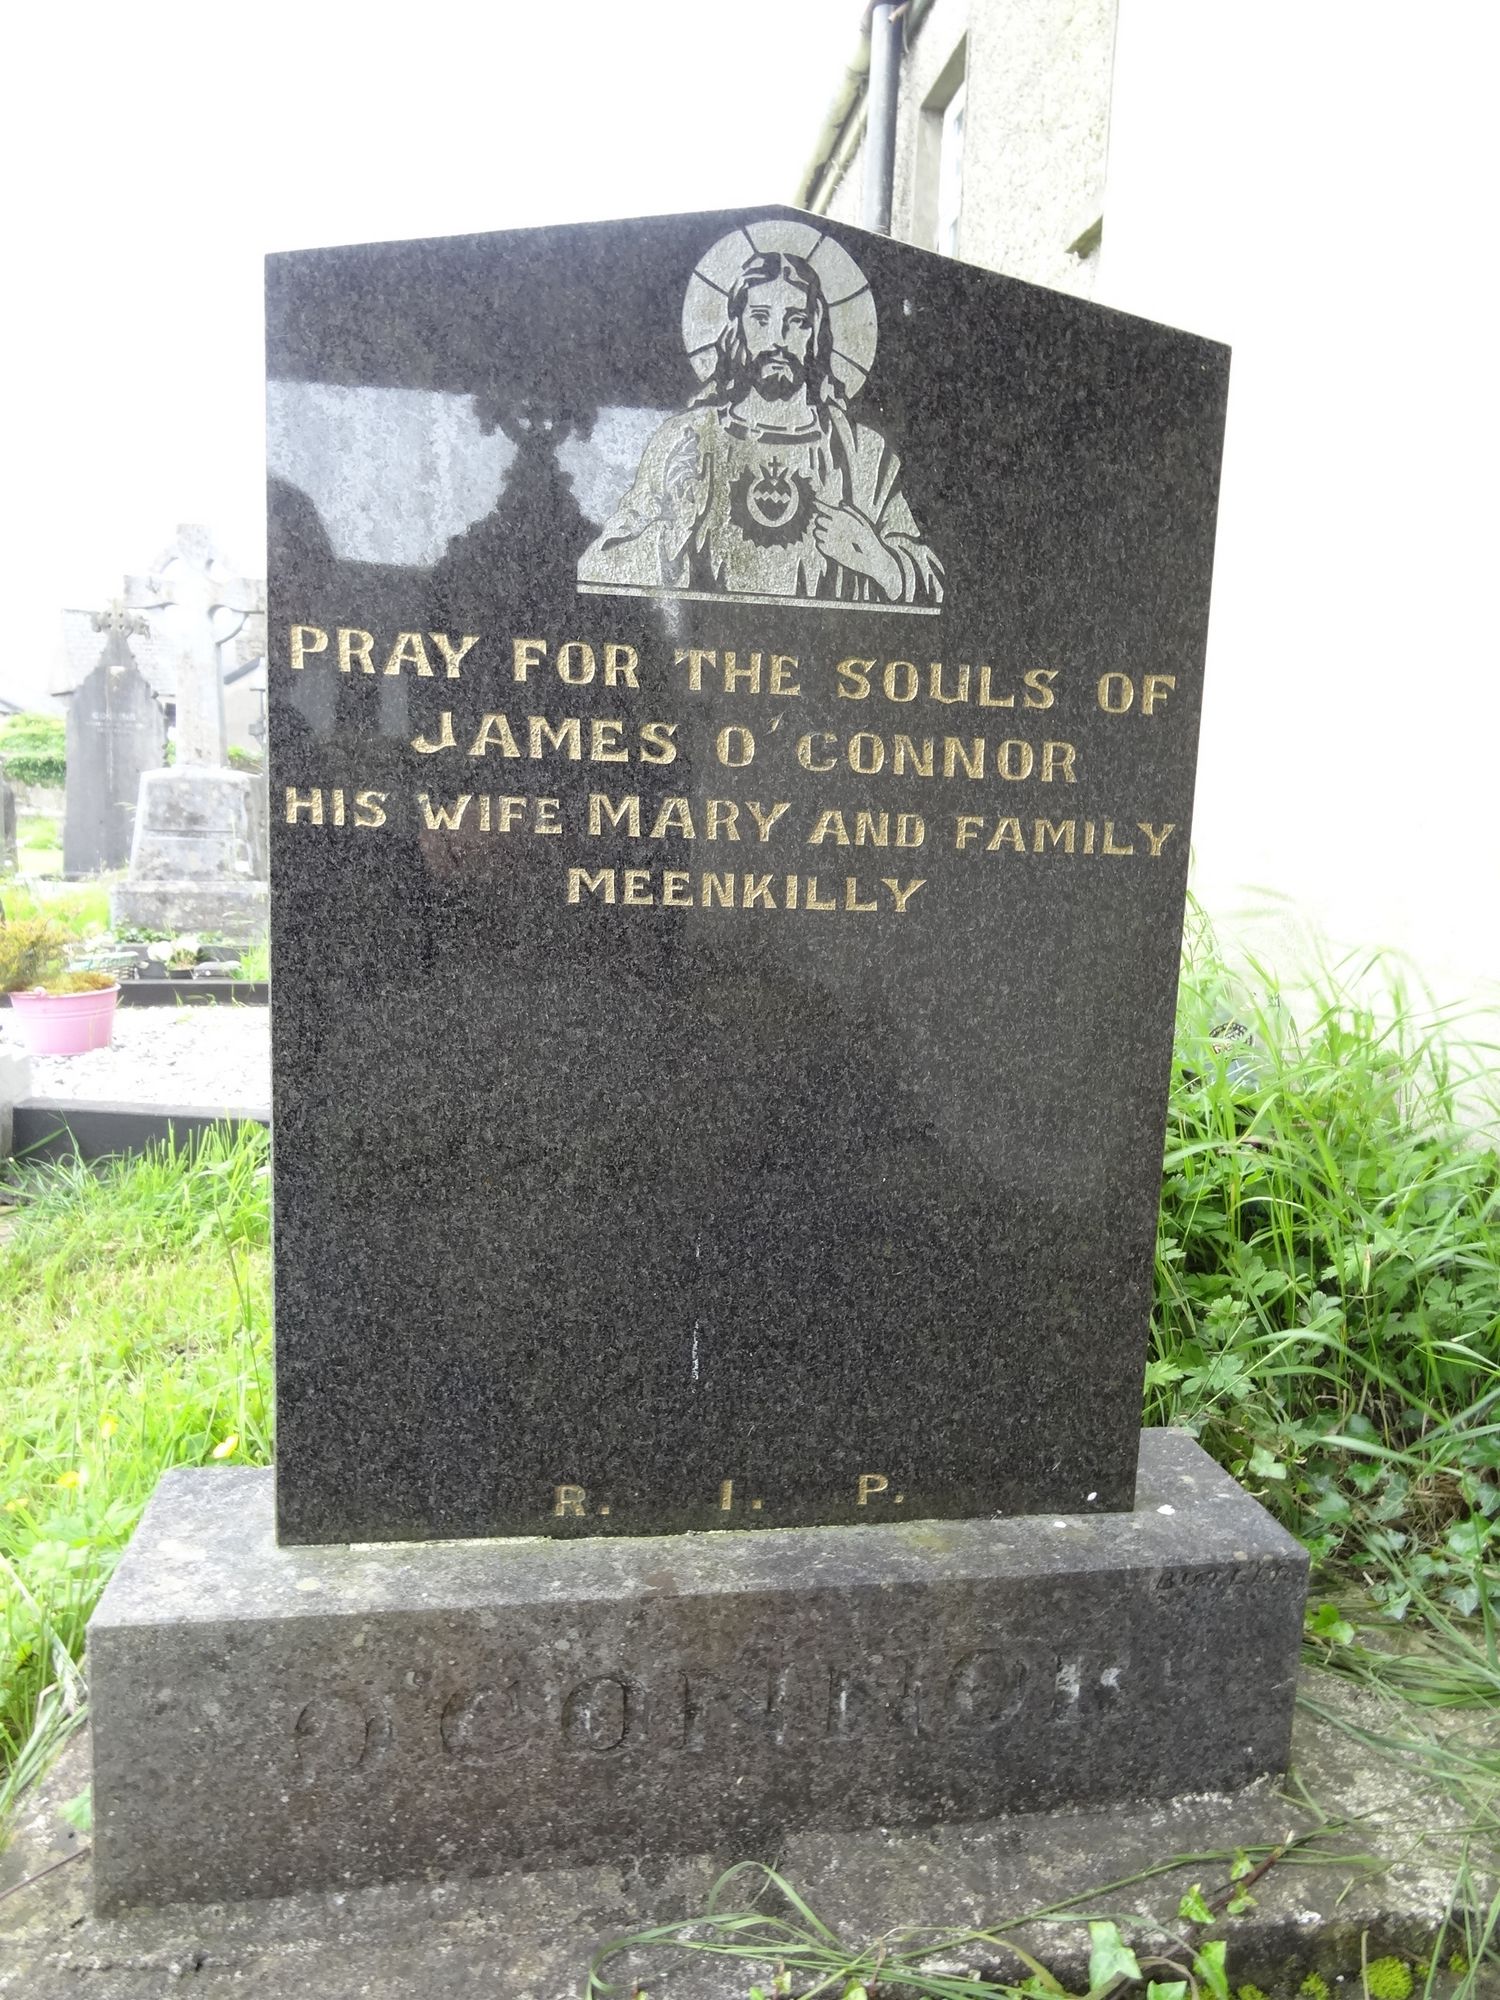 PRAY FOR THE SOULS OF
JAMES O'CONNOR
HIS WIFE MARY AND FAMILY
MEENKILLY
R. I. P.
O'CONNOR